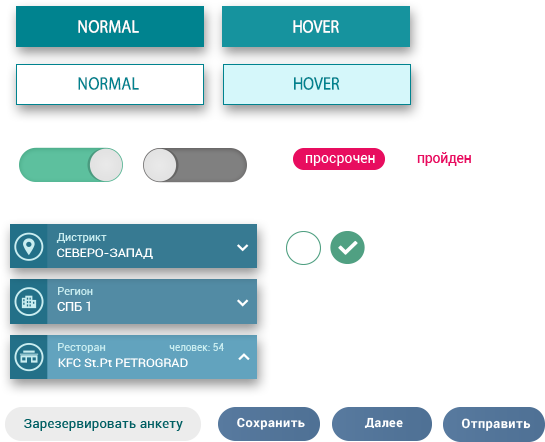 NORMAL
HOVER
NORMAL
HOVER
просрочен
пройден
Дистрикт
СЕВЕРО-ЗАПАД
Регион
СПБ 1
Ресторан
человек: 54
KFC St.Pt PETROGRAD
Зарезервировать анкету
Сохранить
Далее
Отправить